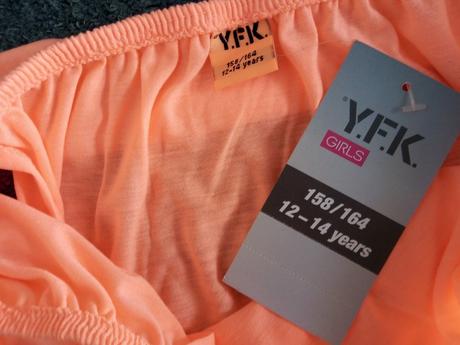 Y.F.K.
158/164
12-14 years
Y.F.K.
GIRLS
158/164
12–14 years